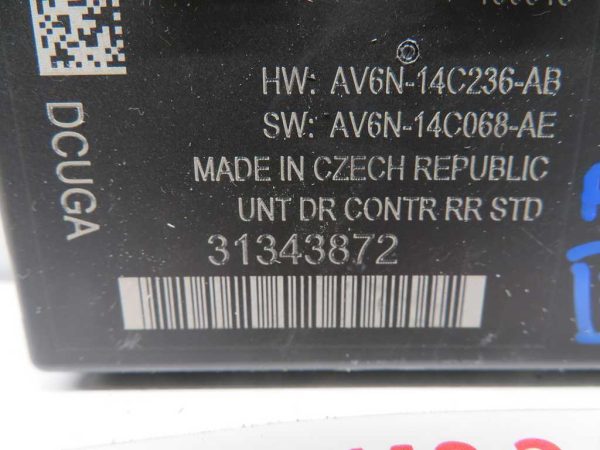 HW: AV6N-14C236-AB
SW: AV6N-14C068-AE
MADE IN CZECH REPUBLIC
UNT DR CONTR RR STD
31343872
DCUGA